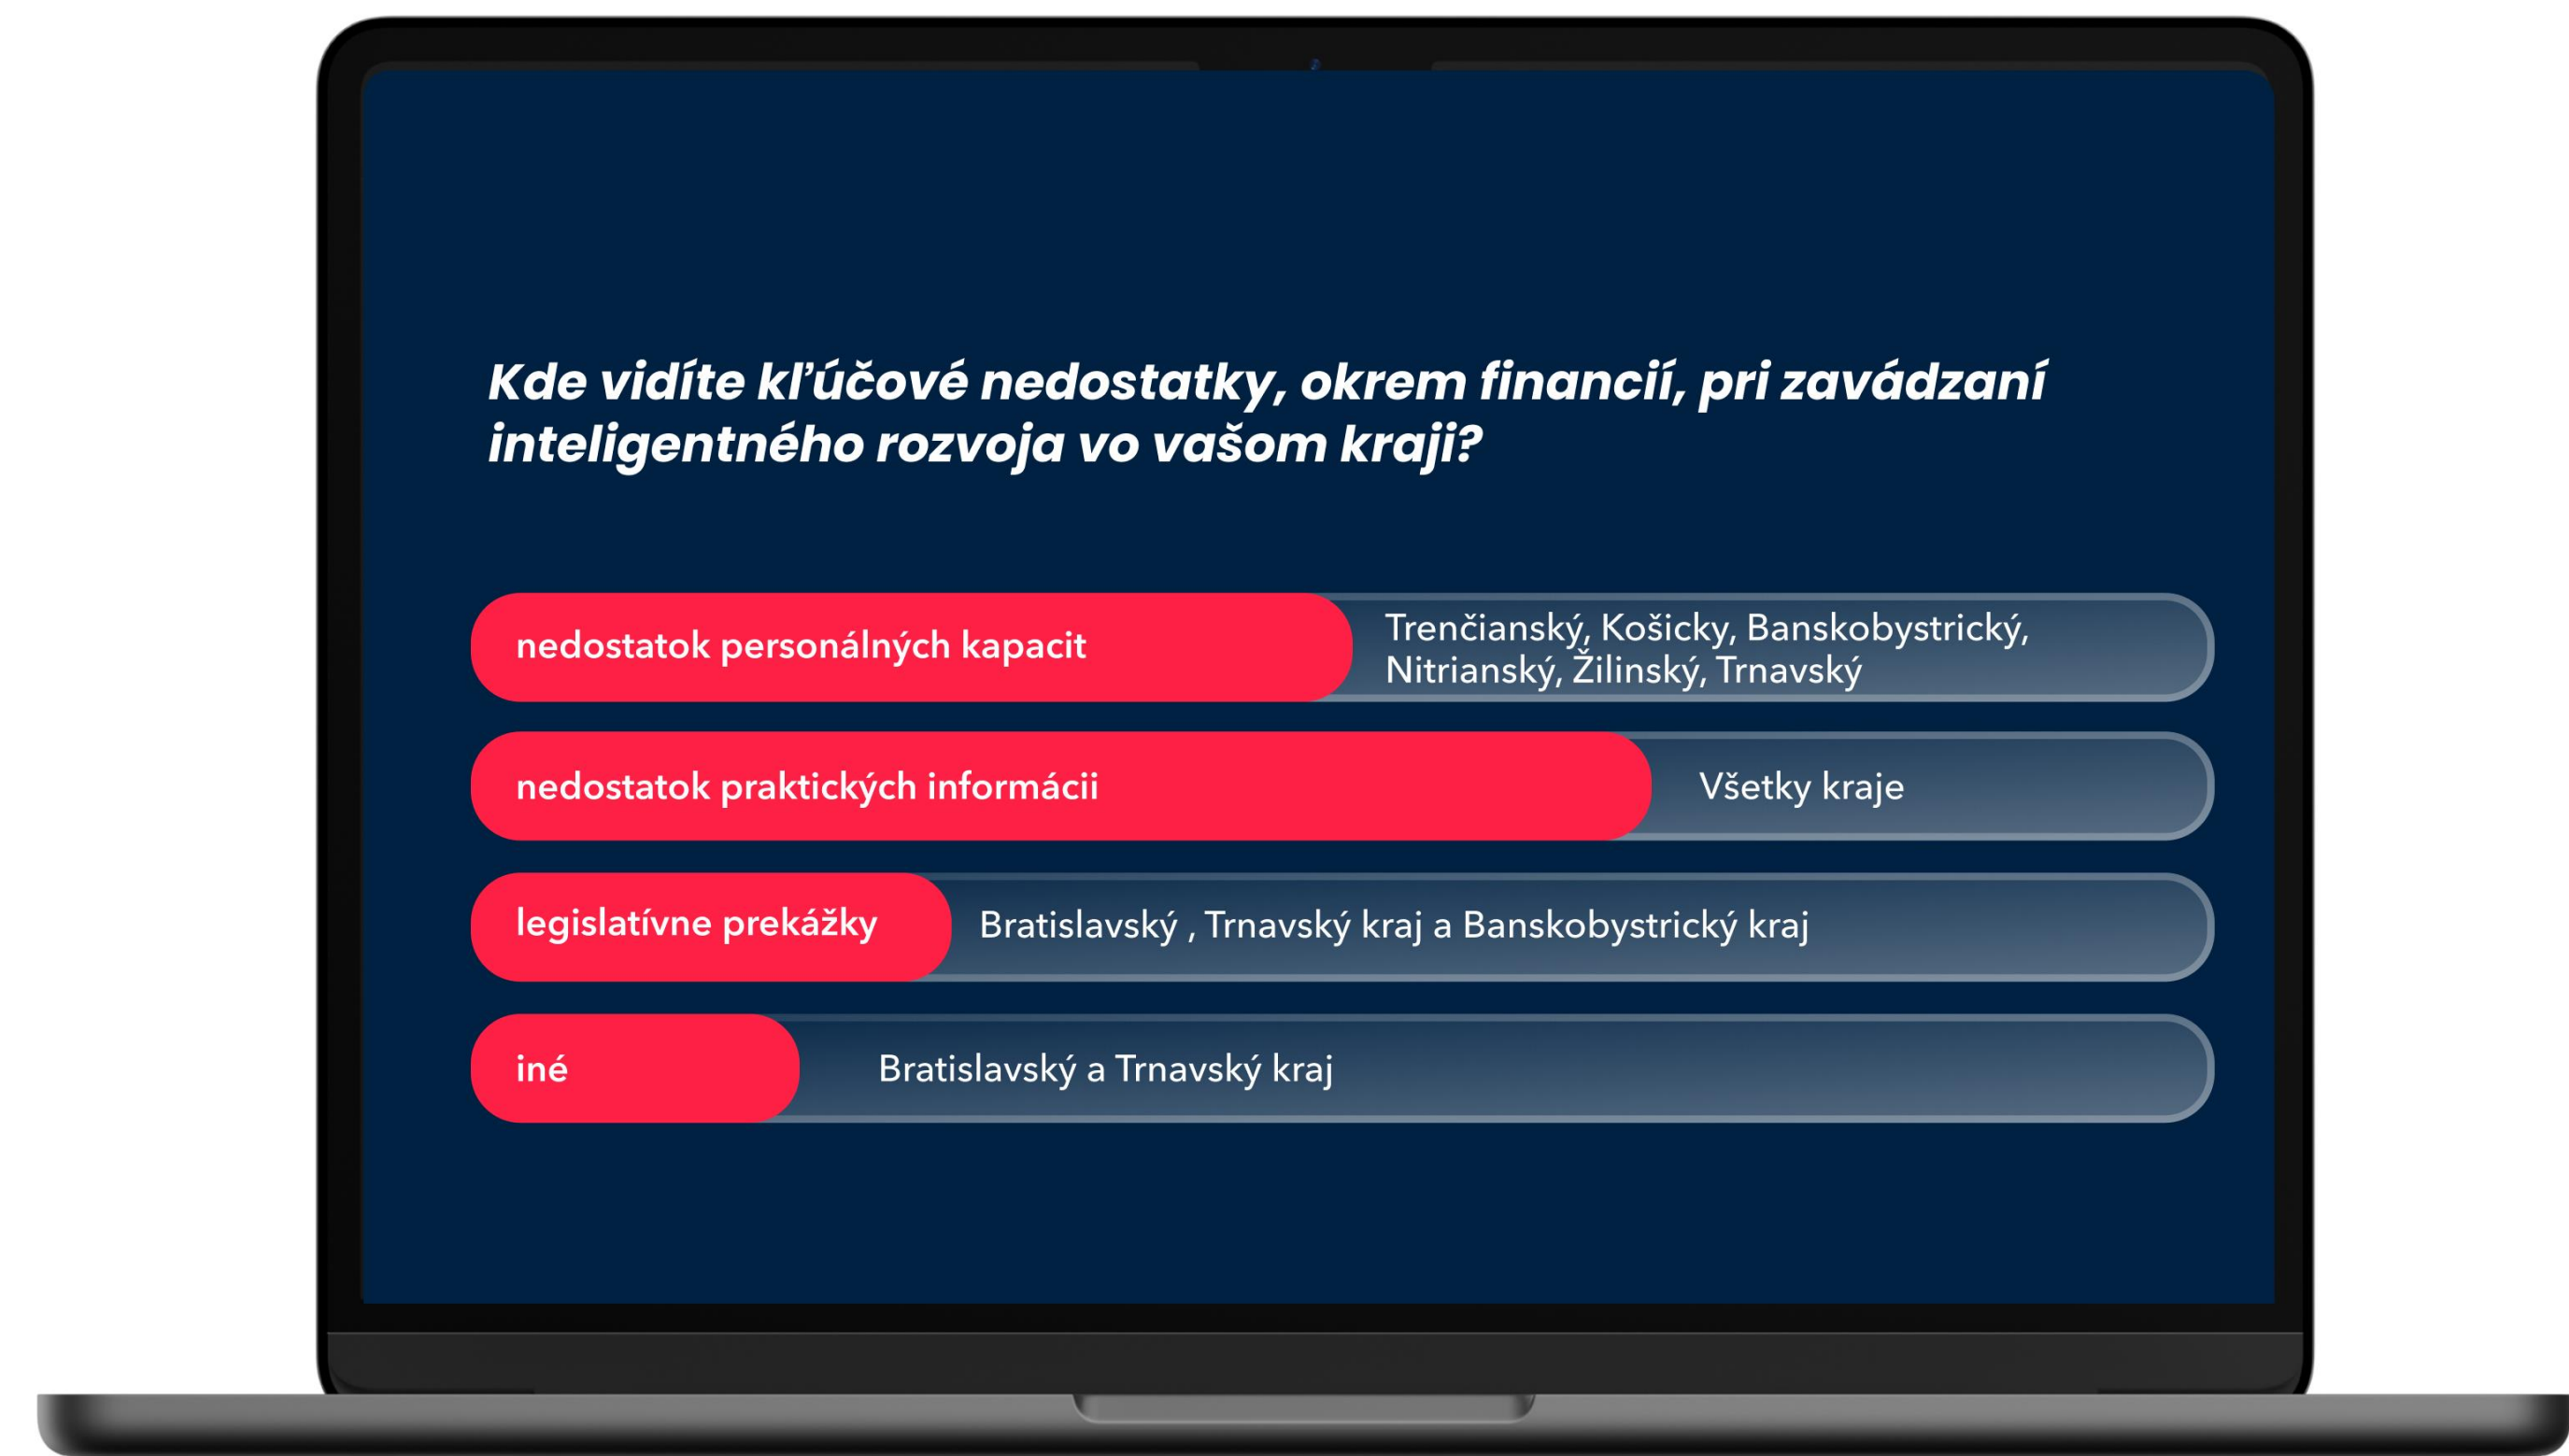 Kde vidíte kľúčové nedostatky, okrem financií, pri zavádzaní
inteligentného rozvoja vo vašom kraji?
nedostatok personálných kapacit
Trenčianský, Košicky, Banskobystrický,
Nitrianský, Žilinský, Trnavský
nedostatok praktických informácii
Všetky kraje
legislatívne prekážky
Bratislavský , Trnavský kraj a Banskobystrický kraj
iné
Bratislavský a Trnavský kraj